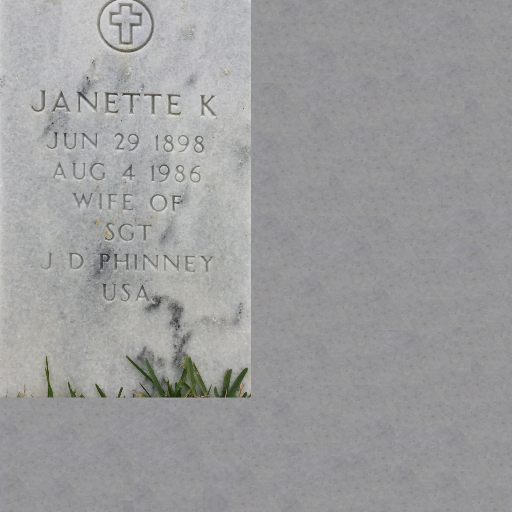 JANETTE K
JUN 29 1898
AUG 4 1986
WIFE OF
SGT
J D PHINNEY
USA